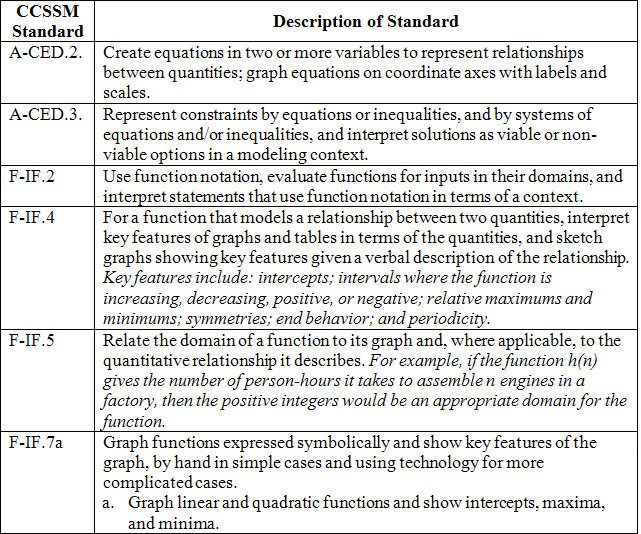 CCSSM
Standard
Description of Standard
A-CED.2.
Create equations in two or more variables to represent relationships
between quantities; graph equations on coordinate axes with labels and
scales.
A-CED.3.
Represent constraints by equations or inequalities, and by systems of
equations and/or inequalities, and interpret solutions as viable or non-
viable options in a modeling context.
F-IF.2
Use function notation, evaluate functions for inputs in their domains, and
interpret statements that use function notation in terms of a context.
F-IF.4
For a function that models a relationship between two quantities, interpret
key features of graphs and tables in terms of the quantities, and sketch
graphs showing key features given a verbal description of the relationship.
Key features include: intercepts; intervals where the function is
increasing, decreasing, positive, or negative; relative maximums and
minimums; symmetries; end behavior; and periodicity.
F-IF.5
Relate the domain of a function to its graph and, where applicable, to the
quantitative relationship it describes. For example, if the function h(n)
gives the number of person-hours it takes to assemble n engines in a
factory, then the positive integers would be an appropriate domain for the
function.
F-IF.7a
Graph functions expressed symbolically and show key features of the
graph, by hand in simple cases and using technology for more
complicated cases.
a. Graph linear and quadratic functions and show intercepts, maxima,
and minima.